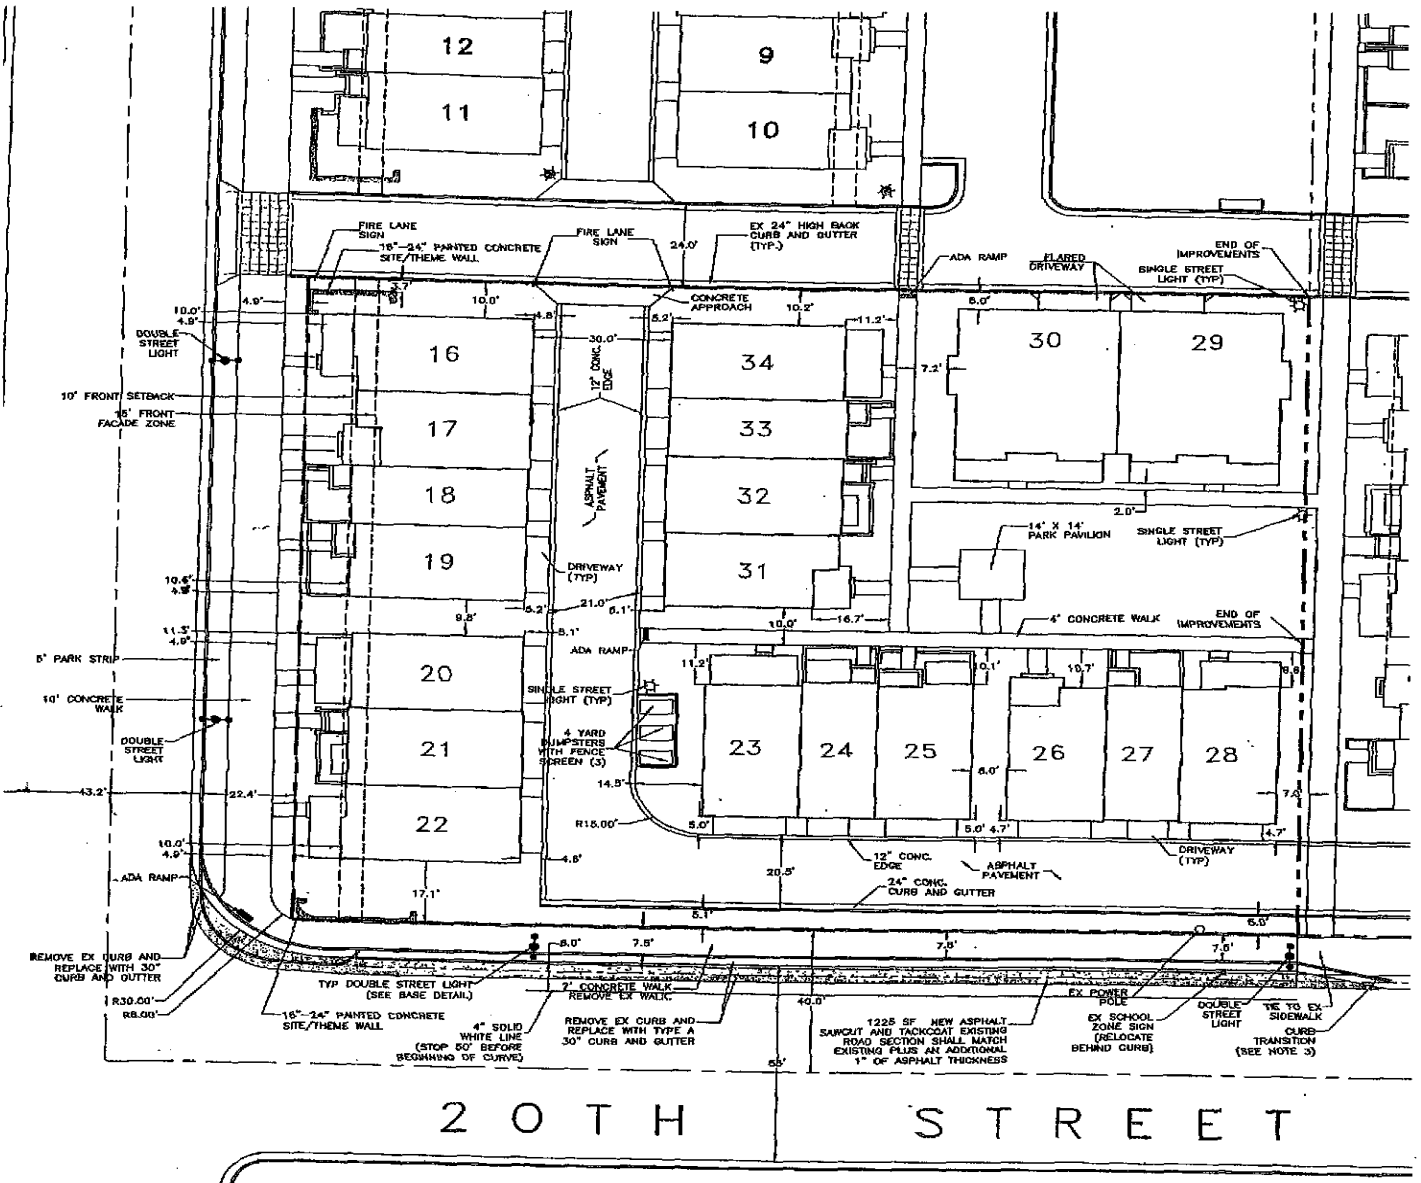 12
9
11
10
FIRE LANE
SIGN
16"-24" PAINTED CONCRETE
SITE/THEME WALL
FIRE LANE
SIGN
24.0'
EX 24" HIGH BACK
CURB AND GUTTER
(TYP.)
ADA RAMP
FLARED
DRIVEWAY
END OF
IMPROVEMENTS
SINGLE STREET
LIGHT (TYP)
4.9'
3.7'
10.0'
CONCRETE
APPROACH
10.2'
5.0'
10.0'
4.9'
4.8'
5.2'
11.2'
DOUBLE
STREET
LIGHT
30.0'
12" CONC.
EDGE
16
34
30
29
7.2'
10' FRONT SETBACK
15' FRONT
FACADE ZONE
17
33
ASPHALT
PAVEMENT
18
32
2.0'
14' X 14'
PARK PAVILION
SINGLE STREET
LIGHT (TYP)
19
31
DRIVEWAY
(TYP)
10.6'
4.9'
5.2'
21.0'
6.1'
9.8'
16.7'
10.0'
4' CONCRETE WALK
END OF
IMPROVEMENTS
11.3'
4.9'
5.1'
ADA RAMP
5' PARK STRIP
11.2'
10.1'
10.7'
20
SINGLE STREET
LIGHT (TYP)
10' CONCRETE
WALK
DOUBLE
STREET
LIGHT
4 YARD
DUMPSTERS
WITH FENCE
SCREEN (3)
21
23
24
25
26
27
28
43.2'
22.4'
14.5'
22
R15.00'
5.0'
5.0'
4.7'
4.7'
10.0'
4.9'
DRIVEWAY
(TYP)
12" CONC.
EDGE
ASPHALT
PAVEMENT
20.5'
ADA RAMP
17.1'
24" CONC.
CURB AND GUTTER
5.1'
7.5'
7.5'
REMOVE EX CURB AND
REPLACE WITH 30"
CURB AND GUTTER
R30.00'
R8.00'
TYP DOUBLE STREET LIGHT
(SEE BASE DETAIL)
7' CONCRETE WALK
REMOVE EX WALK.
40.0'
EX POWER
POLE
16"-24" PAINTED CONCRETE
SITE/THEME WALL
4" SOLID
WHITE LINE
(STOP 50' BEFORE
BEGINNING OF CURVE)
REMOVE EX CURB AND
REPLACE WITH TYPE A
30" CURB AND GUTTER
1225 SF NEW ASPHALT
SAWCUT AND TACKCOAT EXISTING
ROAD SECTION SHALL MATCH
EXISTING PLUS AN ADDITIONAL
1" OF ASPHALT THICKNESS
EX SCHOOL
ZONE SIGN
(RELOCATE
BEHIND CURB)
DOUBLE
STREET
LIGHT
TIE TO EX
SIDEWALK
CURB
TRANSITION
(SEE NOTE 3)
20TH STREET